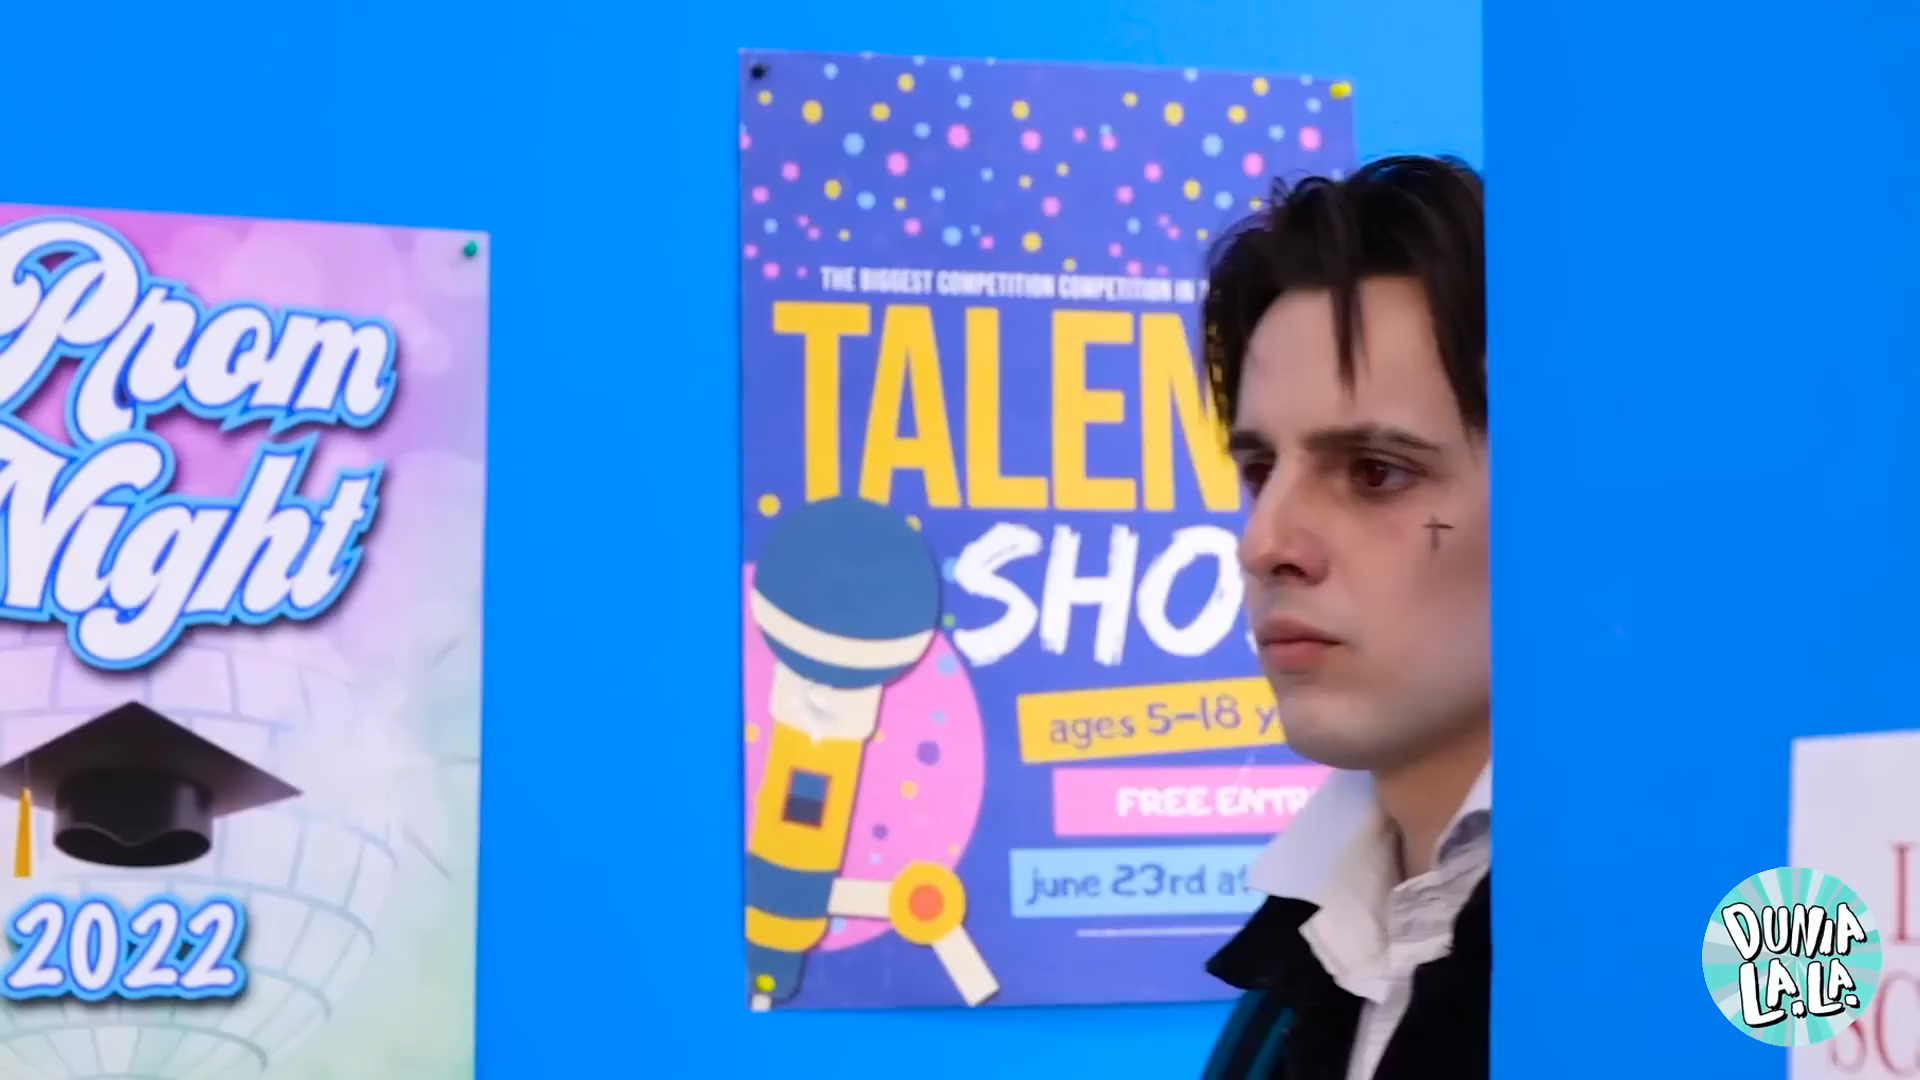 Prom
Night
2022
THE BIGGEST COMPETITION COMPETITION IN
TALEN
SHO
ages 5-18 y
FREE ENTR
june 23rd at
DUNIA
LA.LA.